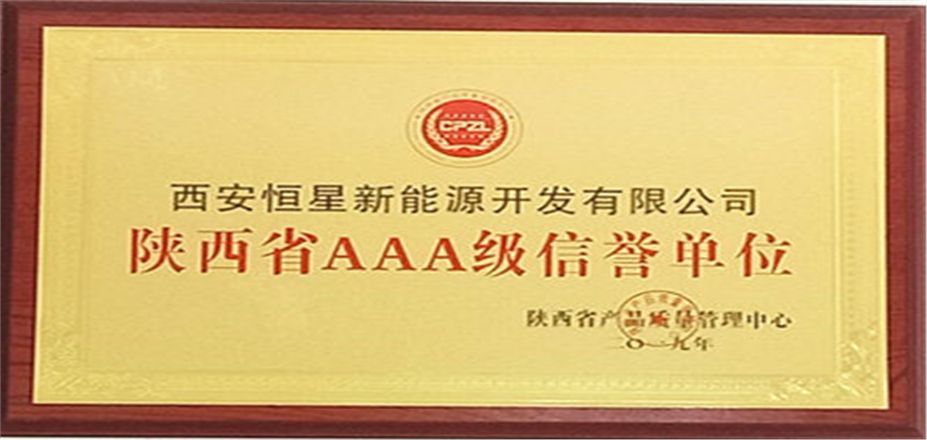 CPZL
西安恒星新能源开发有限公司
陕西省AAA级信誉单位
陕西省产品质量管理中心
二〇一九年